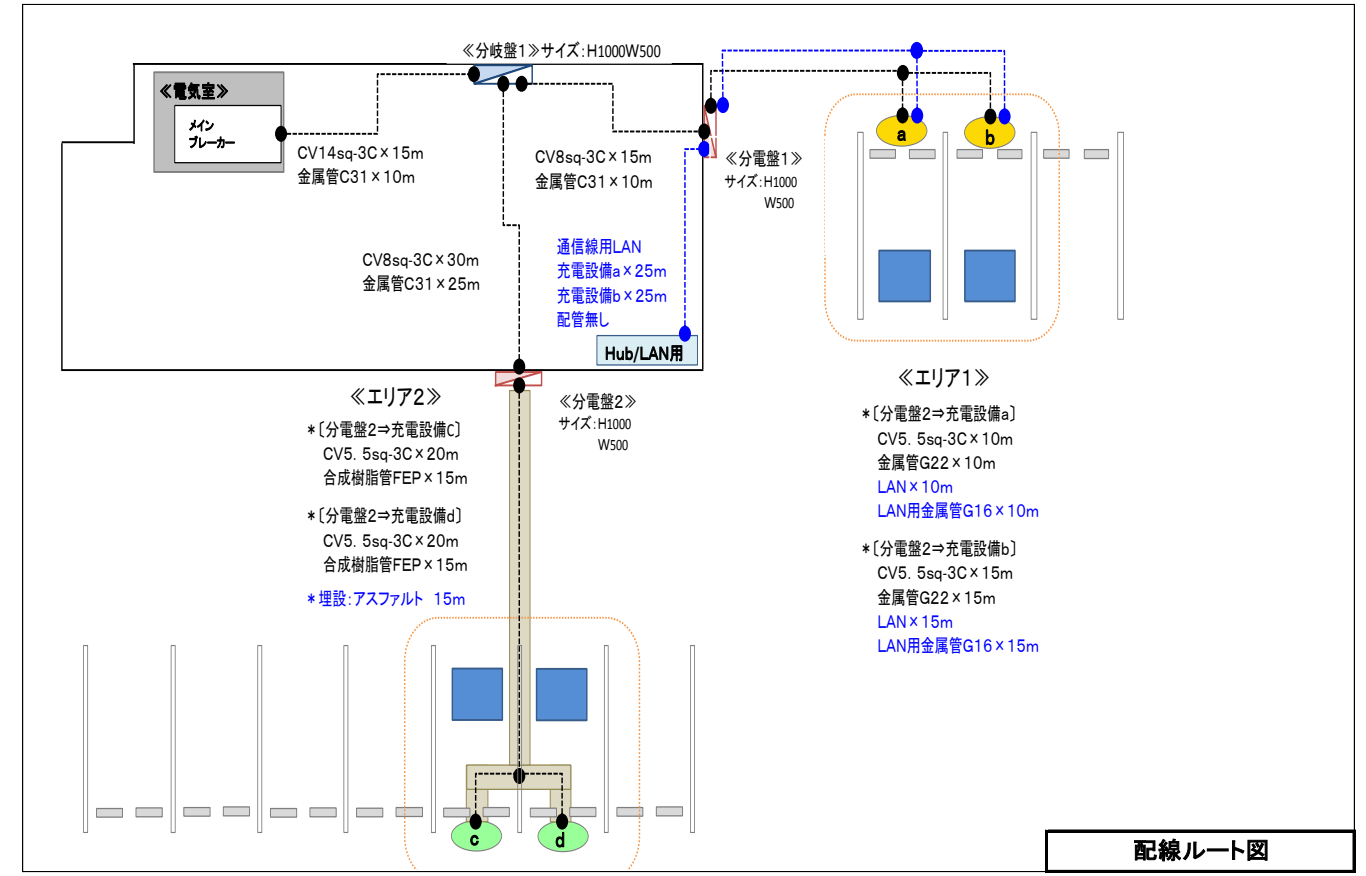 ≪分岐盤1≫サイズ:H1000W500
≪電気室≫
メイン
ブレーカー
CV14sq-3C×15m
金属管C31×10m
CV8sq-3C×15m
金属管C31×10m
≪分電盤1≫
サイズ:H1000
W500
a
b
CV8sq-3C×30m
金属管C31×25m
通信線用LAN
充電設備a×25m
充電設備b×25m
配管無し
Hub/LAN用
≪分電盤2≫
サイズ:H1000
W500
≪エリア2≫
*〔分電盤2⇒充電設備C〕
CV5. 5sq-3C×20m
合成樹脂管FEP×15m
*〔分電盤2⇒充電設備d〕
CV5. 5sq-3C×20m
合成樹脂管FEP×15m
*埋設:アスファルト 15m
≪エリア1≫
*〔分電盤2⇒充電設備a〕
CV5. 5sq-3C×10m
金属管G22×10m
LAN×10m
LAN用金属管G16×10m
*〔分電盤2⇒充電設備b〕
CV5. 5sq-3C×15m
金属管G22×15m
LAN×15m
LAN用金属管G16×15m
c
d
配線ルート図